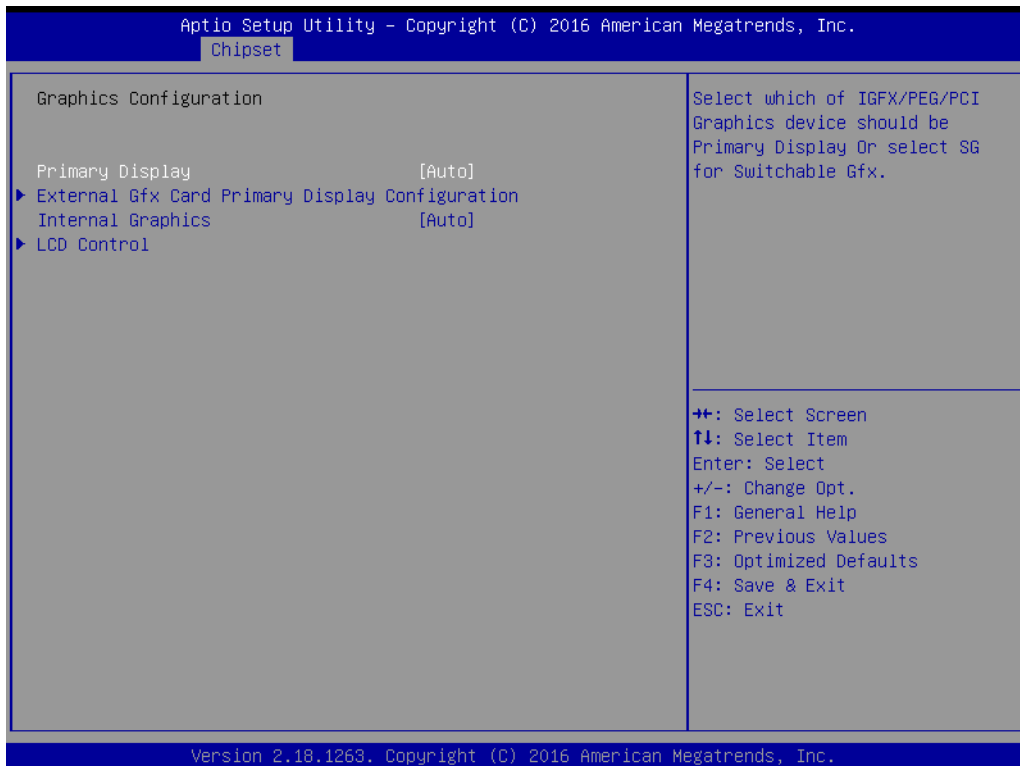 Aptio Setup Utility – Copyright (C) 2016 American Megatrends, Inc.
Chipset
Graphics Configuration
Primary Display [Auto]
External Gfx Card Primary Display Configuration
Internal Graphics [Auto]
LCD Control
Select which of IGFX/PEG/PCI
Graphics device should be
Primary Display Or select SG
for Switchable Gfx.
→←: Select Screen
↑↓: Select Item
Enter: Select
+/-: Change Opt.
F1: General Help
F2: Previous Values
F3: Optimized Defaults
F4: Save & Exit
ESC: Exit
Version 2.18.1263. Copyright (C) 2016 American Megatrends, Inc.